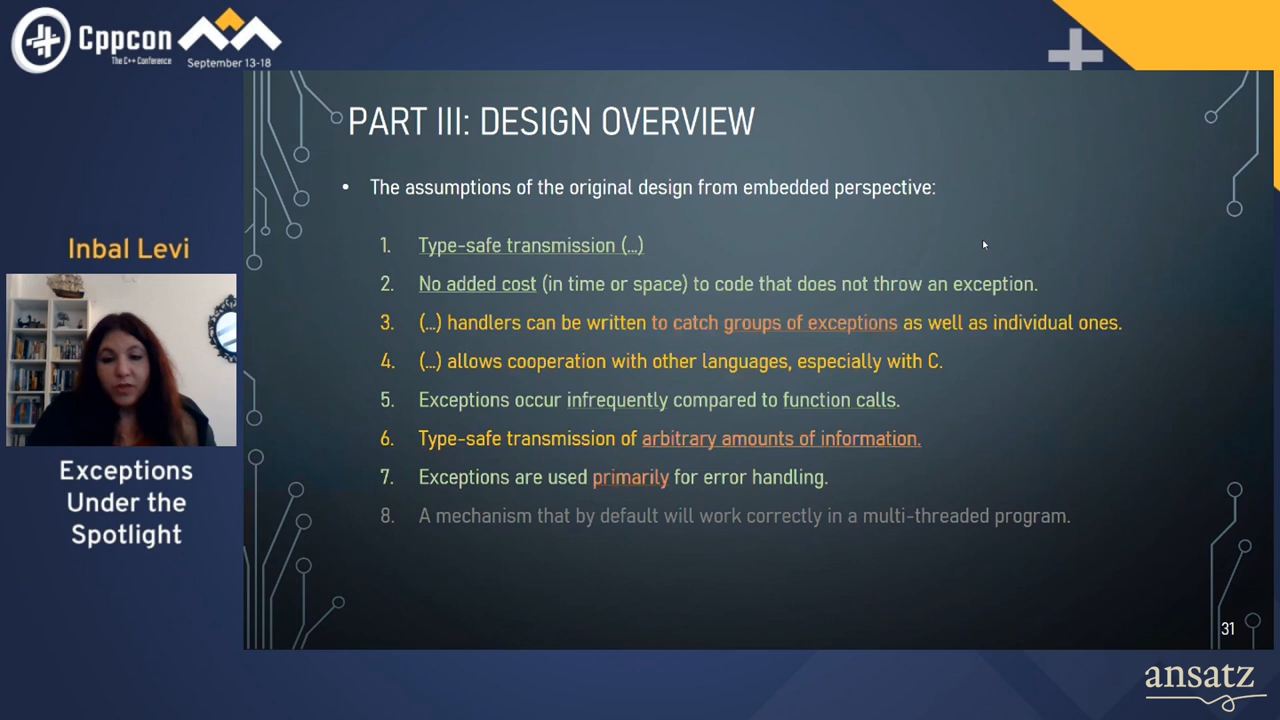 Cppcon
The C++ Conference
September 13-18
Inbal Levi
Exceptions
Under the
Spotlight
PART III: DESIGN OVERVIEW
• The assumptions of the original design from embedded perspective:
1. Type-safe transmission (...)
2. No added cost (in time or space) to code that does not throw an exception.
3. (...) handlers can be written to catch groups of exceptions as well as individual ones.
4. (...) allows cooperation with other languages, especially with C.
5. Exceptions occur infrequently compared to function calls.
6. Type-safe transmission of arbitrary amounts of information.
7. Exceptions are used primarily for error handling.
8. A mechanism that by default will work correctly in a multi-threaded program.
31
ansatz